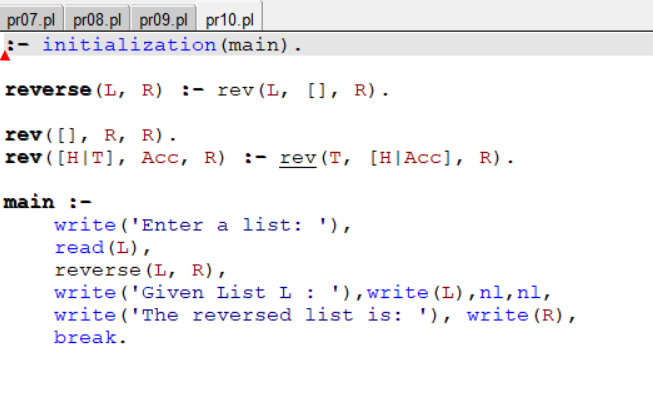 pr07.pl pr08.pl pr09.pl pr10.pl
:- initialization(main).
reverse(L, R) :- rev(L, [], R).
rev([], R, R).
rev([H|T], Acc, R) :- rev(T, [H|Acc], R).
main :-
    write('Enter a list: '),
    read(L),
    reverse(L, R),
    write('Given List L : '),write(L),nl,nl,
    write('The reversed list is: '), write(R),
    break.